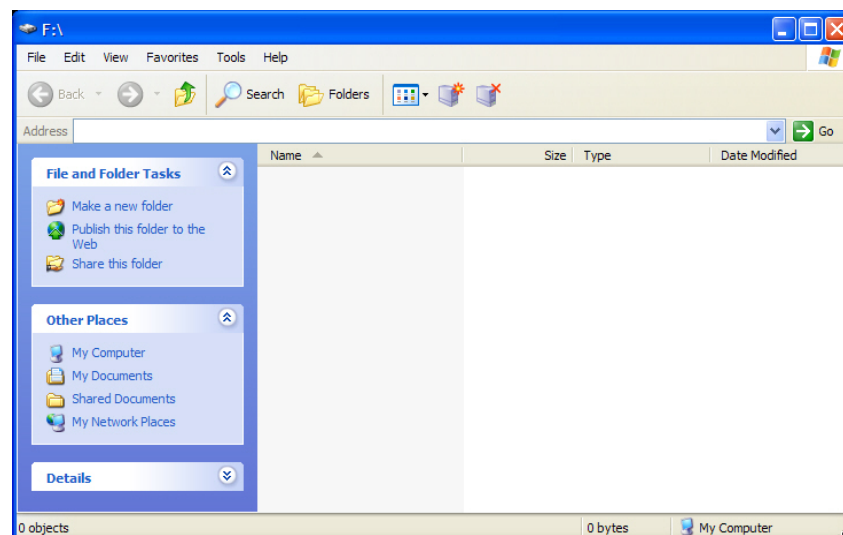 F:\
File Edit View Favorites Tools Help
Back Search Folders
Address Go
Name Size Type Date Modified
File and Folder Tasks
Make a new folder
Publish this folder to the
Web
Share this folder
Other Places
My Computer
My Documents
Shared Documents
My Network Places
Details
0 objects 0 bytes My Computer